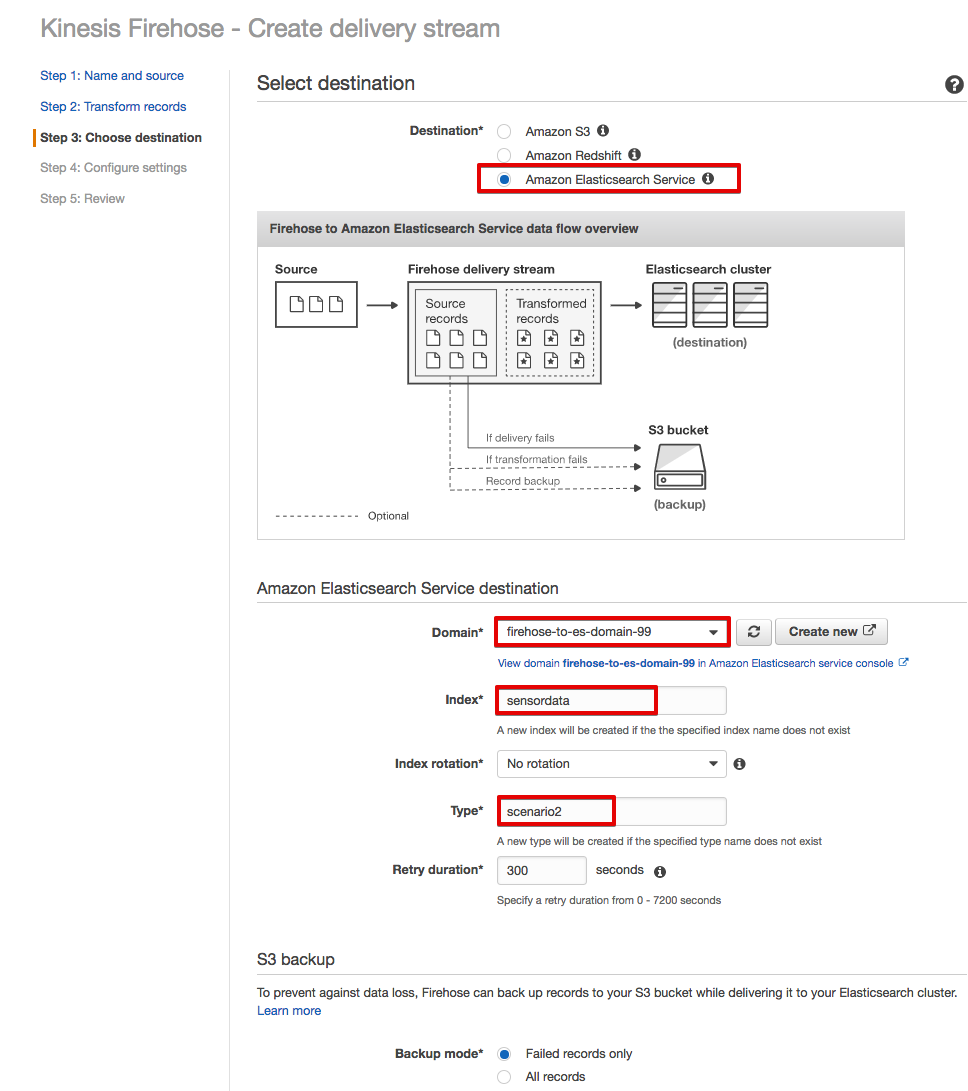 Kinesis Firehose - Create delivery stream
Step 1: Name and source
Step 2: Transform records
Step 3: Choose destination
Step 4: Configure settings
Step 5: Review
Select destination
Destination*
Amazon S3
Amazon Redshift
Amazon Elasticsearch Service
Firehose to Amazon Elasticsearch Service data flow overview
Source
Firehose delivery stream
Elasticsearch cluster
Source
records
Transformed
records
(destination)
S3 bucket
If delivery fails
If transformation fails
Record backup
(backup)
Optional
Amazon Elasticsearch Service destination
Domain*
firehose-to-es-domain-99
Create new
View domain firehose-to-es-domain-99 in Amazon Elasticsearch service console
Index*
sensordata
A new index will be created if the the specified index name does not exist
Index rotation*
No rotation
Type*
scenario2
A new type will be created if the specified type name does not exist
Retry duration*
300
seconds
Specify a retry duration from 0 - 7200 seconds
S3 backup
To prevent against data loss, Firehose can back up records to your S3 bucket while delivering it to your Elasticsearch cluster.
Learn more
Backup mode*
Failed records only
All records